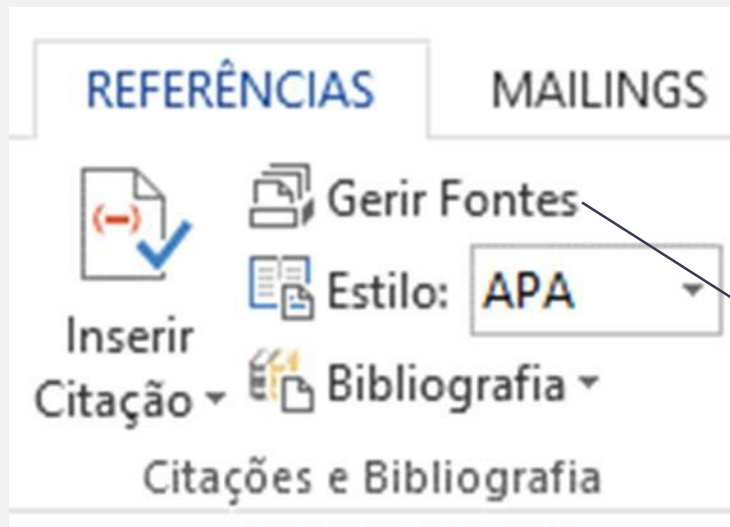 REFERÊNCIAS MAILINGS
Inserir
Citação
Gerir Fontes
Estilo: APA
Bibliografia
Citações e Bibliografia